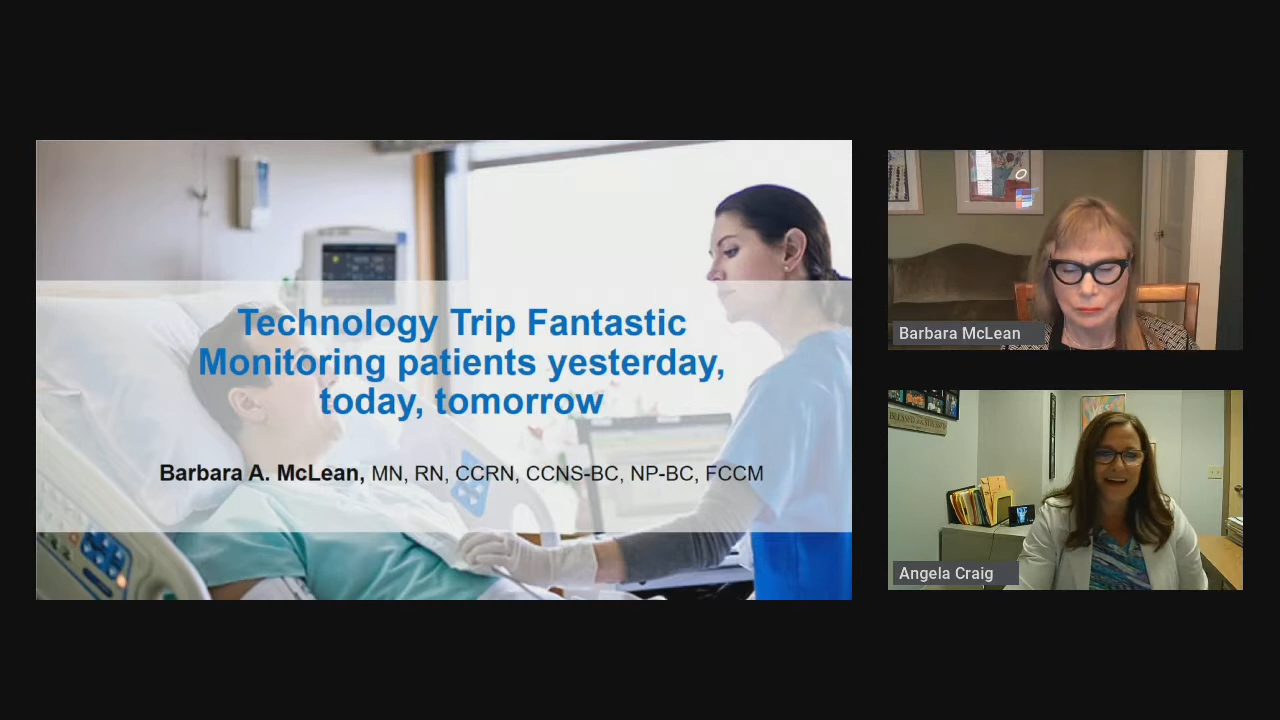 Technology Trip Fantastic
Monitoring patients yesterday,
today, tomorrow
Barbara A. McLean, MN, RN, CCRN, CCNS-BC, NP-BC, FCCM
Barbara McLean
Angela Craig